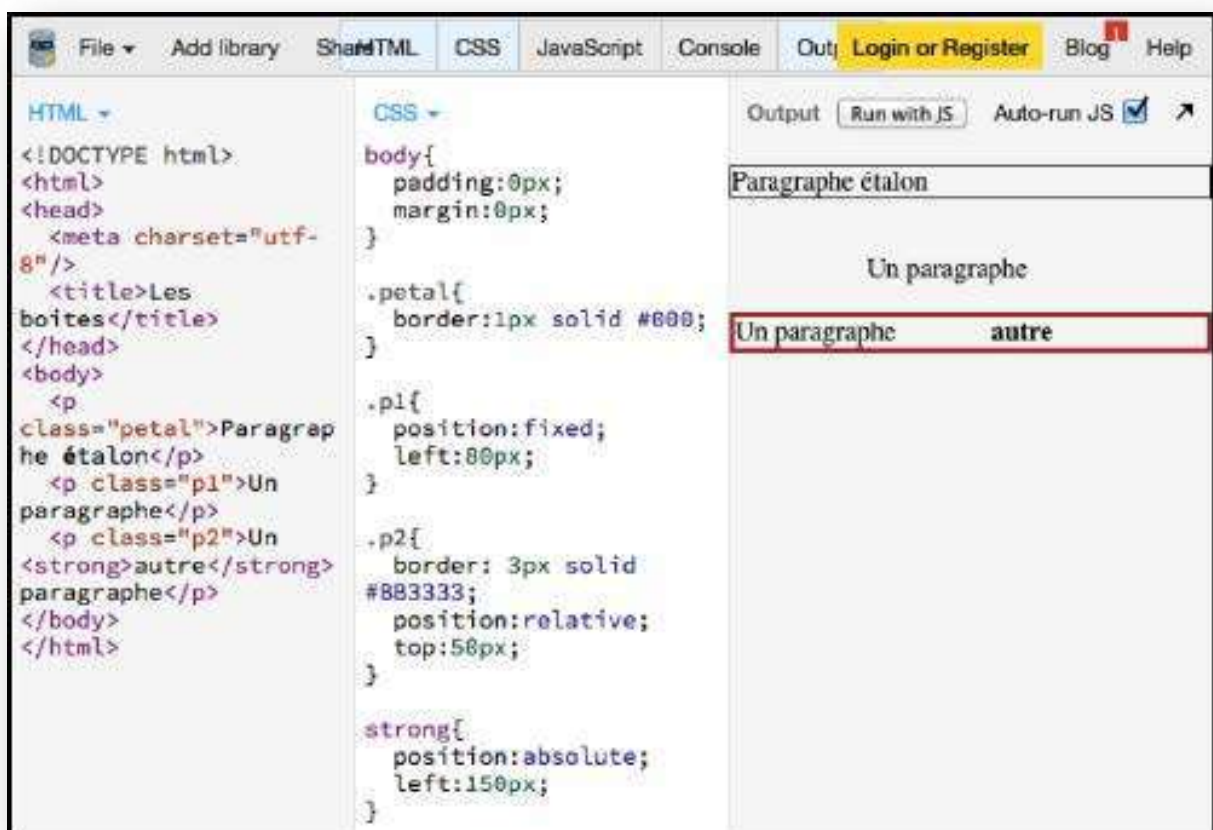 File Add library Share HTML CSS JavaScript Console Outp Login or Register Blog 1 Help
HTML
<!DOCTYPE html>
<html>
<head>
<meta charset="utf-
8"/>
<title>Les
boites</title>
</head>
<body>
<p
class="petal">Paragrap
he étalon</p>
<p class="p1">Un
paragraphe</p>
<p class="p2">Un
<strong>autre</strong>
paragraphe</p>
</body>
</html>
CSS
body{
padding:0px;
margin:0px;
}
.petal{
border:1px solid #000;
}
.p1{
position:fixed;
left:80px;
}
.p2{
border: 3px solid
#BB3333;
position:relative;
top:50px;
}
strong{
position:absolute;
left:150px;
}
Output Run with JS Auto-run JS
Paragraphe étalon
Un paragraphe
Un paragraphe autre